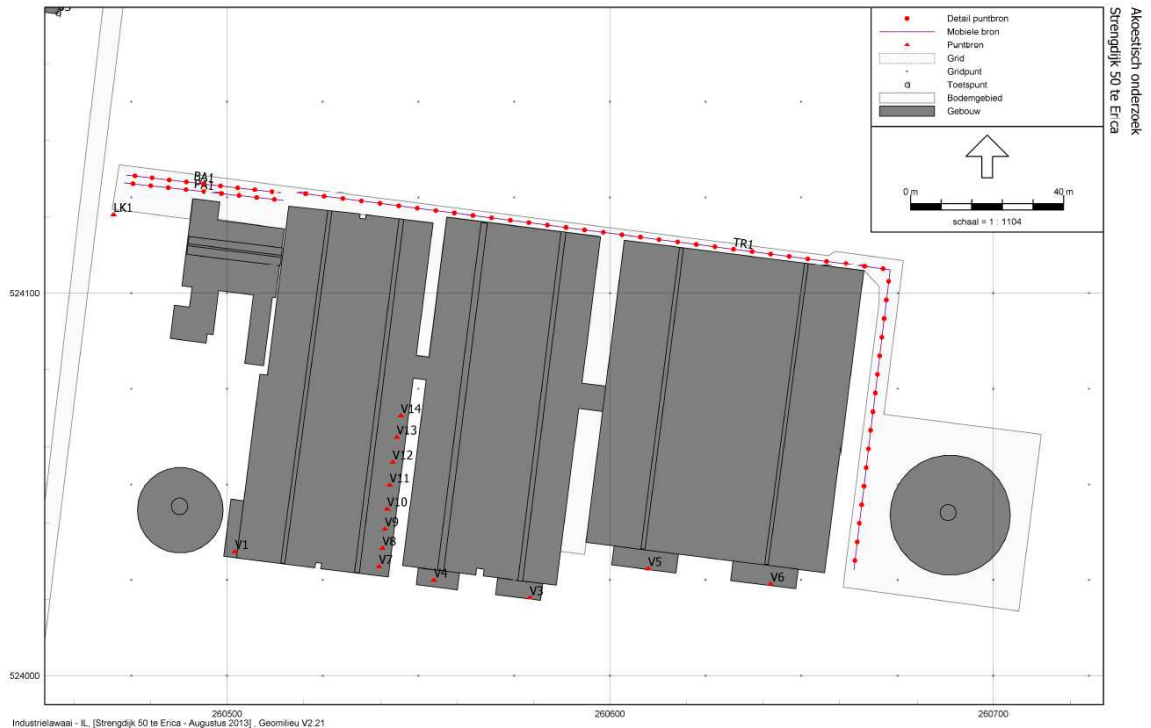 Akoestisch onderzoek
Strengdijk 50 te Erica
Detail puntbron
Mobiele bron
Puntbron
Grid
Gridpunt
Toetspunt
Bodemgebied
Gebouw
0 m
40 m
schaal = 1 : 1104
PA1
LK1
TR1
524100
V14
V13
V12
V11
V10
V9
V8
V7
V1
V4
V3
V5
V6
524000
260500
260600
260700
Industrielawaai - IL, [Strengdijk 50 te Erica - Augustus 2013] , Geomilieu V2.21